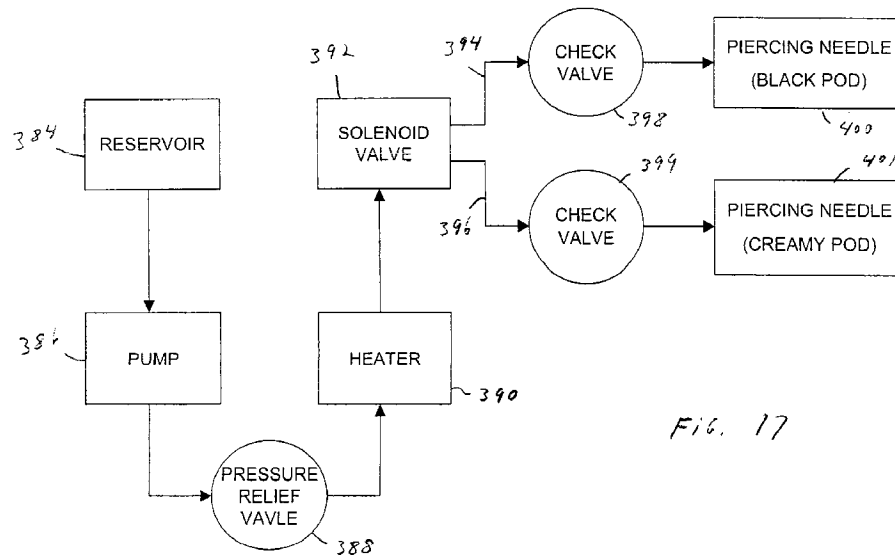 392
394
CHECK
VALVE
398
PIERCING NEEDLE
(BLACK POD)
400
384
RESERVOIR
SOLENOID
VALVE
396
399
CHECK
VALVE
401
PIERCING NEEDLE
(CREAMY POD)
386
PUMP
HEATER
390
FIG. 17
PRESSURE
RELIEF
VAVLE
388